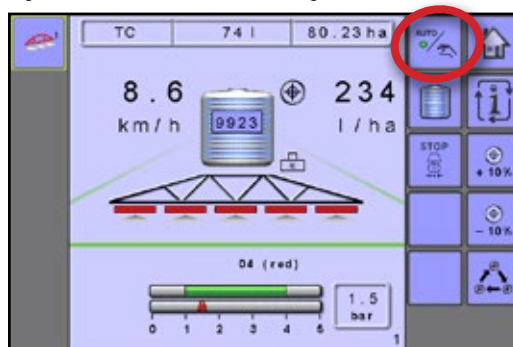 TC 74 l 80.23 ha
AUTO
8.6 234
km/h l/ha
9923
STOP
+ 10%
- 10%
04 (red)
1.5
bar
0 1 2 3 4 5
1